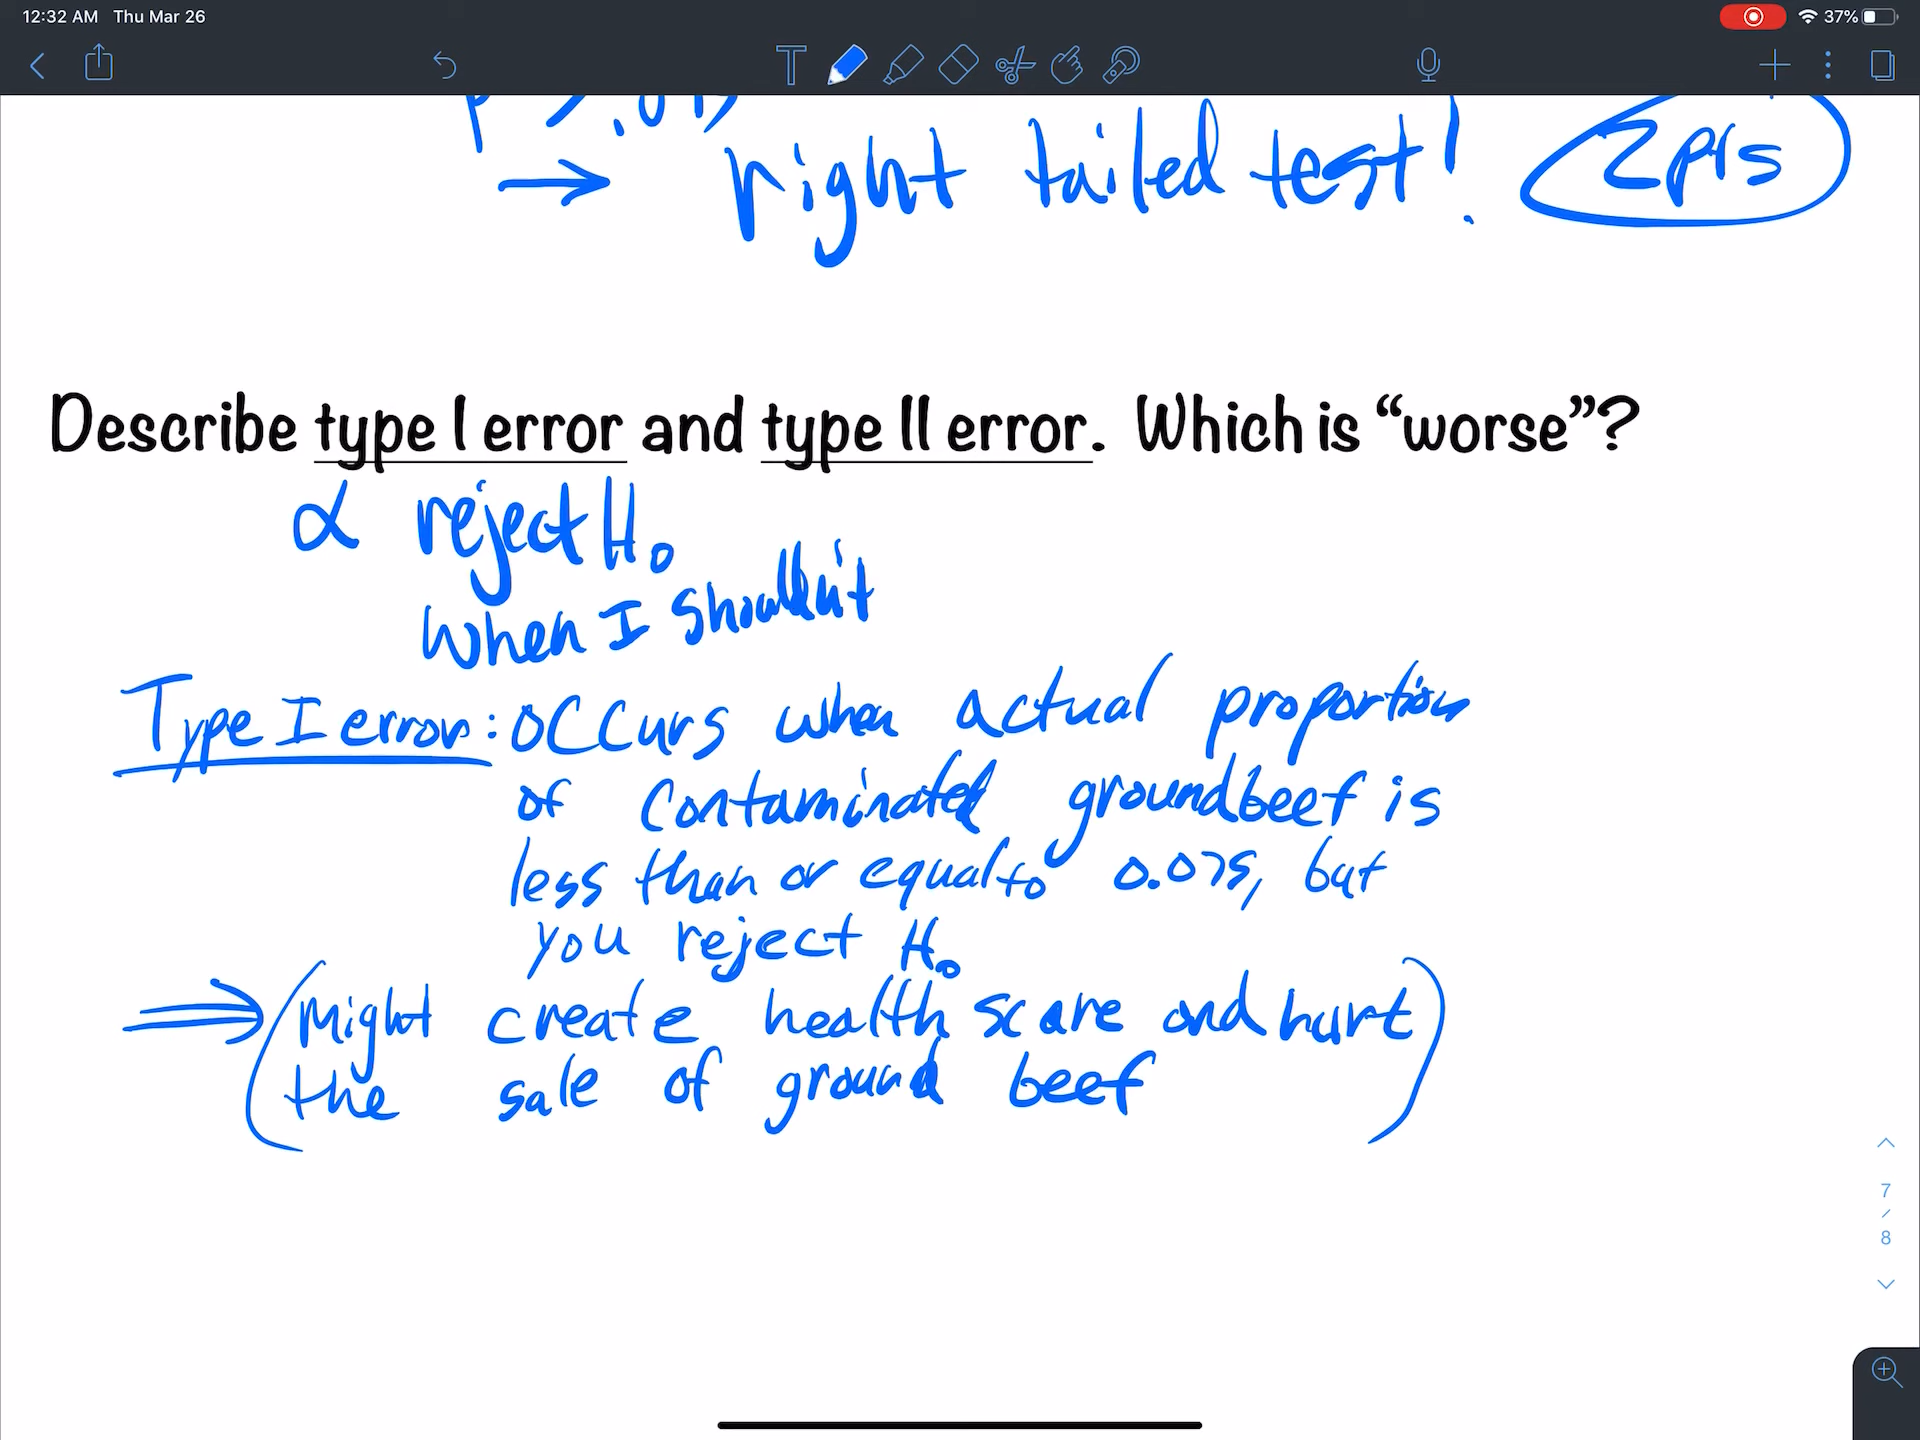 12:32 AM Thu Mar 26
37%
right tailed test! 2pts
Describe type I error and type II error. Which is “worse”?
α reject H₀
when I shouldn't
Type I error: occurs when actual proportion
of contaminated ground beef is
less than or equal to 0.075, but
you reject H₀
(Might create health scare and hurt
the sale of ground beef)
7
/
8